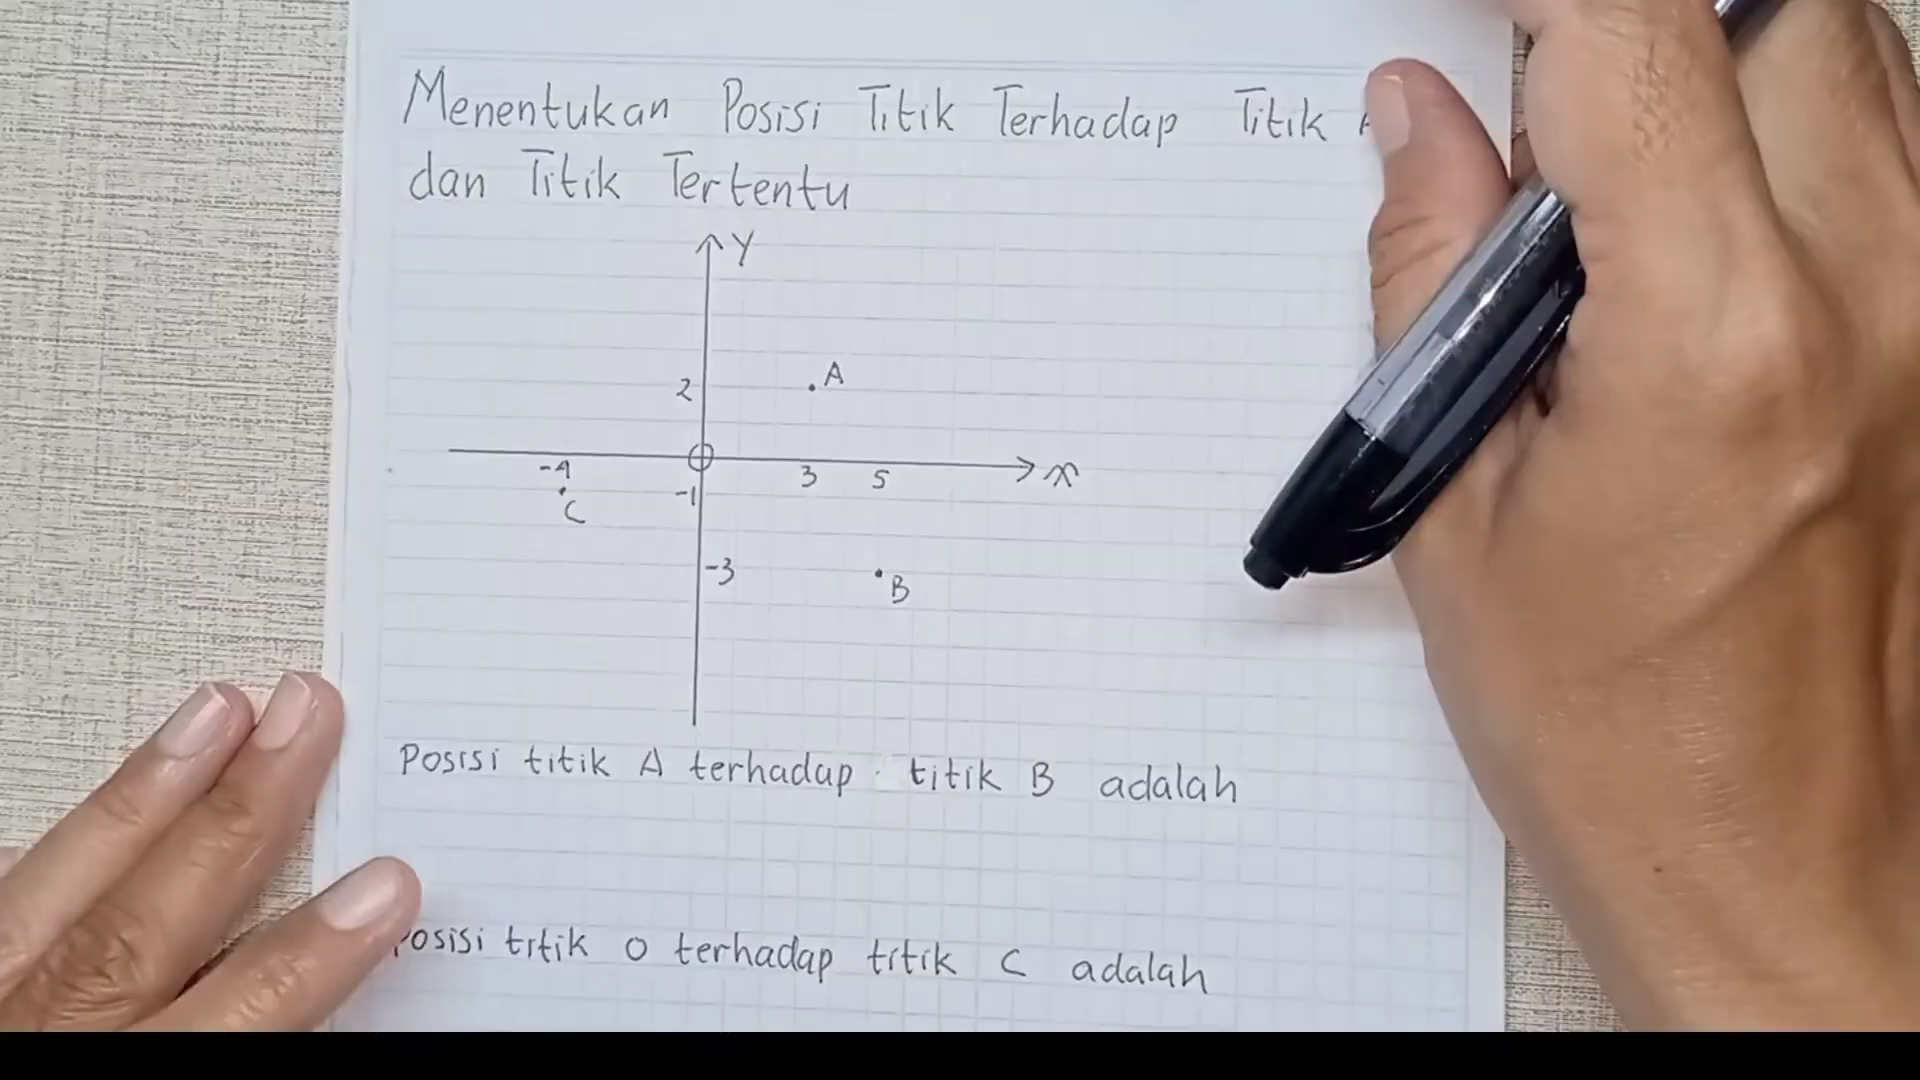 Menentukan Posisi Titik Terhadap Titik
dan Titik Tertentu
Y
2
A
-4
3
5
X
-1
C
-3
B
Posisi titik A terhadap titik B adalah
Posisi titik O terhadap titik C adalah